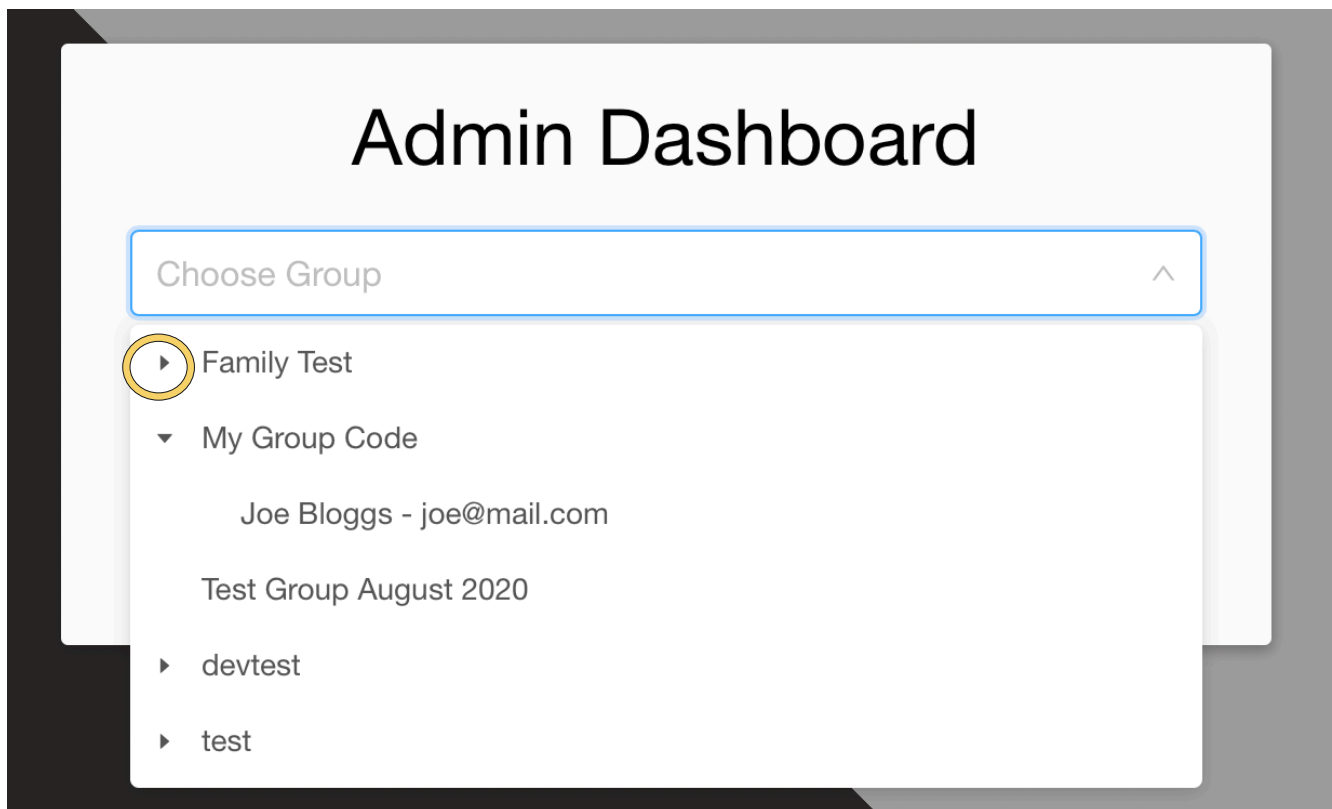 Admin Dashboard
Choose Group
Family Test
My Group Code
Joe Bloggs - joe@mail.com
Test Group August 2020
devtest
test